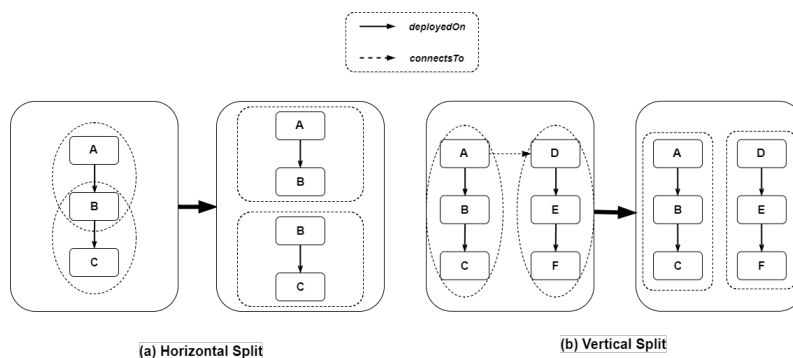 deployedOn
connectsTo
A
B
C
A
B
B
C
(a) Horizontal Split
A
D
B
E
C
F
A
D
B
E
C
F
(b) Vertical Split